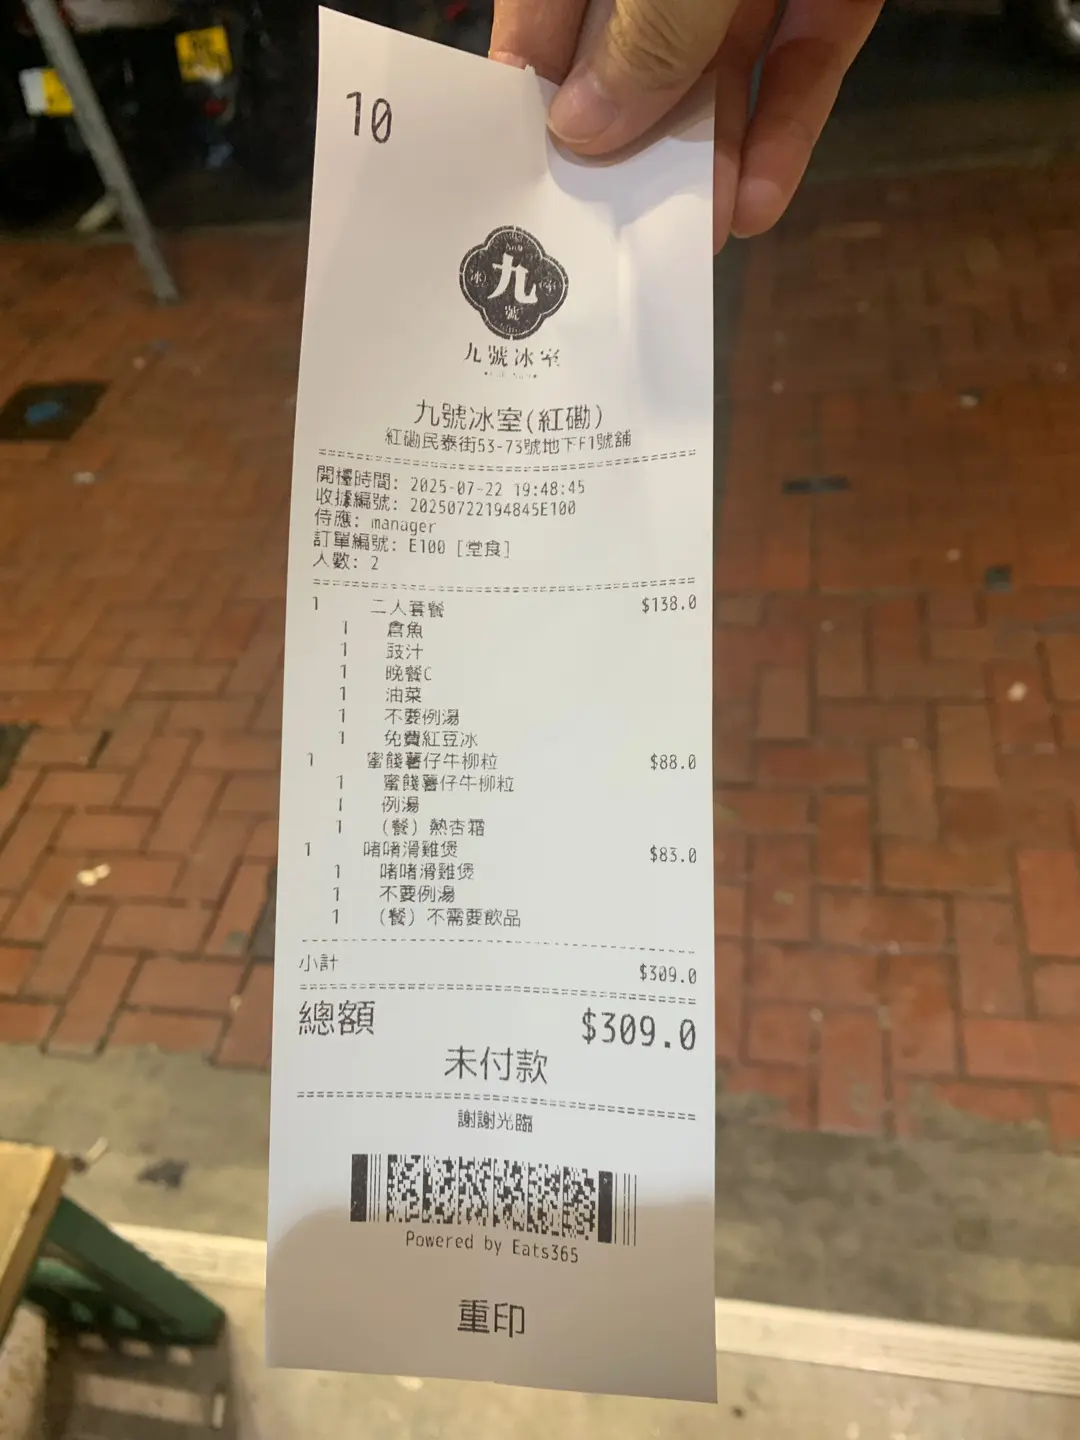 10
九
冰
室
號
九號冰室
九號冰室(紅磡)
紅磡民泰街53-73號地下F1號舖
開檯時間: 2025-07-22 19:48:45
收據編號: 20250722194845E100
侍應: manager
訂單編號: E100 [堂食]
人數: 2
1 二人套餐 $138.0
1 倉魚
1 豉汁
1 晚餐C
1 油菜
1 不要例湯
1 免費紅豆冰
1 蜜餞薯仔牛柳粒 $88.0
1 蜜餞薯仔牛柳粒
1 例湯
1 (餐) 熱杏霜
1 啫啫滑雞煲 $83.0
1 啫啫滑雞煲
1 不要例湯
1 (餐) 不需要飲品
小計 $309.0
總額 $309.0
未付款
謝謝光臨
Powered by Eats365
重印